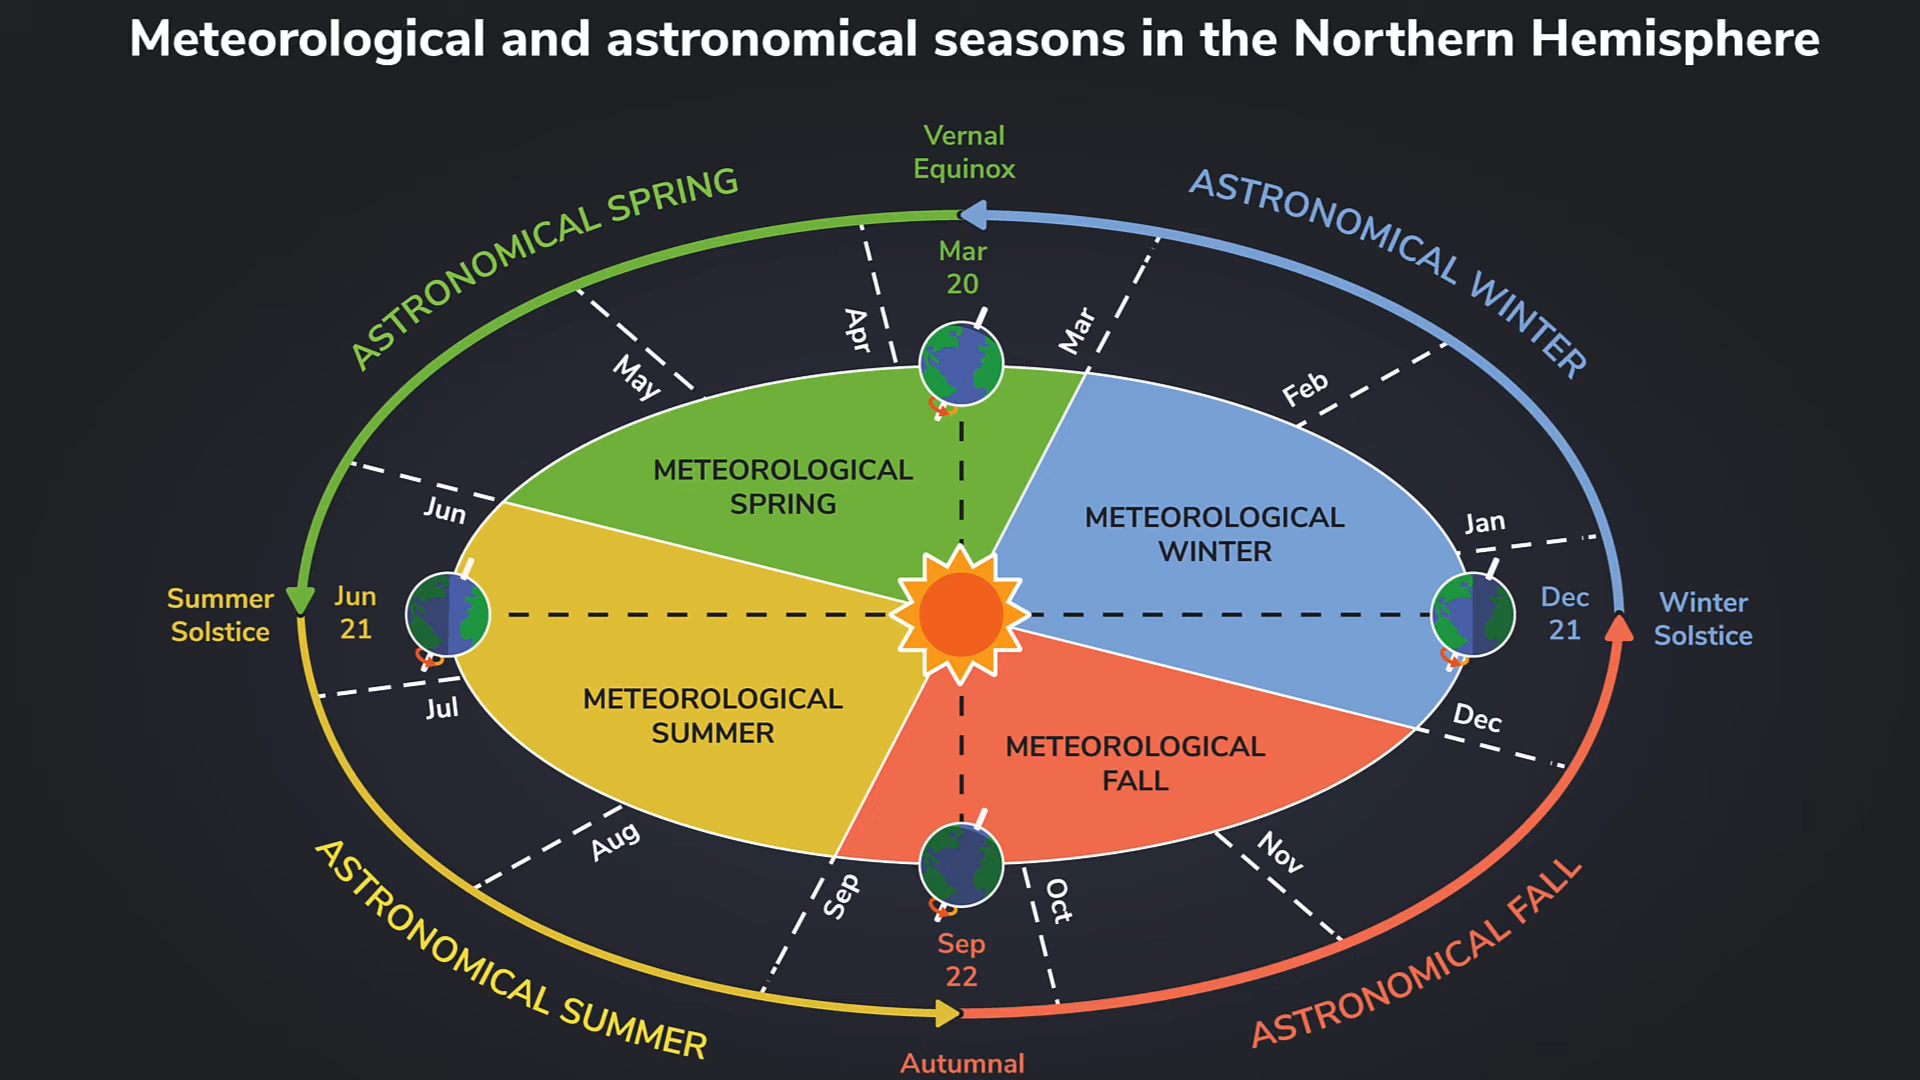 Meteorological and astronomical seasons in the Northern Hemisphere
Vernal
Equinox
ASTRONOMICAL SPRING
ASTRONOMICAL WINTER
Mar
20
Apr
Mar
May
Feb
METEOROLOGICAL
SPRING
METEOROLOGICAL
WINTER
Jun
Jan
Summer
Solstice
Jun
21
Dec
21
Winter
Solstice
Jul
METEOROLOGICAL
SUMMER
METEOROLOGICAL
FALL
Dec
Aug
Sep
Oct
Nov
Sep
22
ASTRONOMICAL SUMMER
ASTRONOMICAL FALL
Autumnal